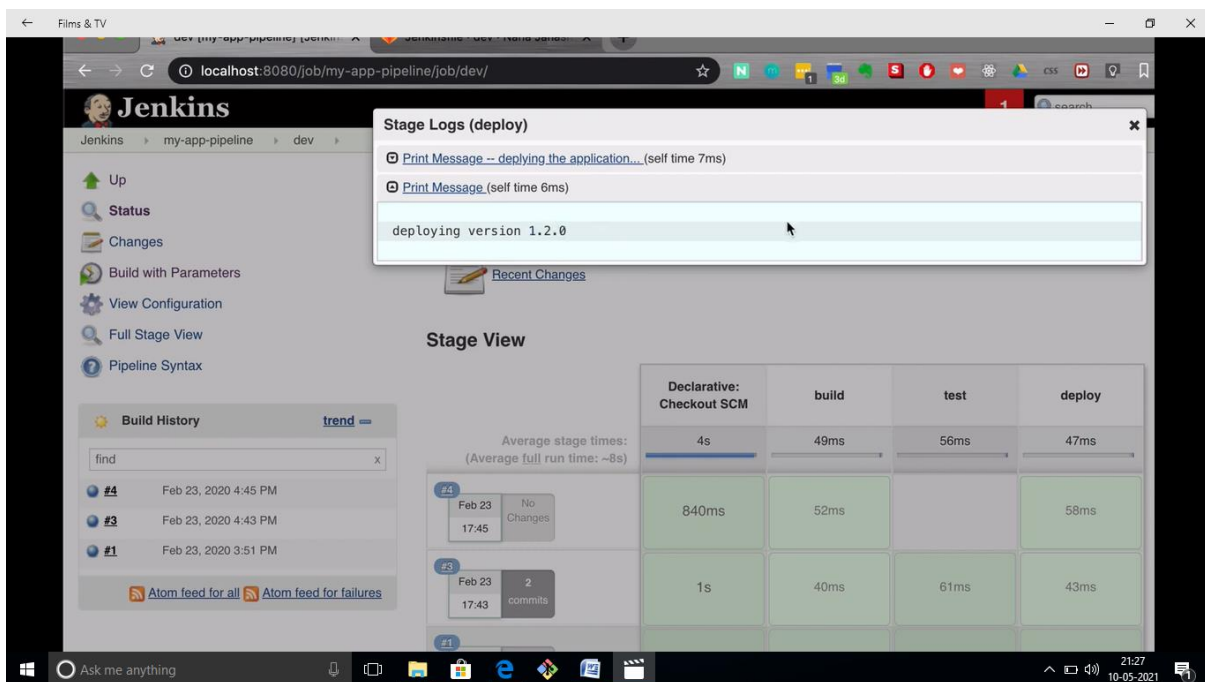 Films & TV
localhost:8080/job/my-app-pipeline/job/dev/
1
3d
S
css
Jenkins
1
search
Jenkins my-app-pipeline dev
Stage Logs (deploy)
Print Message -- deplying the application... (self time 7ms)
Print Message (self time 6ms)
deploying version 1.2.0
Up
Status
Changes
Build with Parameters
View Configuration
Full Stage View
Pipeline Syntax
Recent Changes
Stage View
Declarative: Checkout SCM
build
test
deploy
Average stage times:
(Average full run time: ~8s)
4s
49ms
56ms
47ms
#4
Feb 23
17:45
No Changes
840ms
52ms
58ms
#3
Feb 23
17:43
2 commits
1s
40ms
61ms
43ms
#1
Build History
trend
find x
#4 Feb 23, 2020 4:45 PM
#3 Feb 23, 2020 4:43 PM
#1 Feb 23, 2020 3:51 PM
Atom feed for all Atom feed for failures
Ask me anything
21:27
10-05-2021